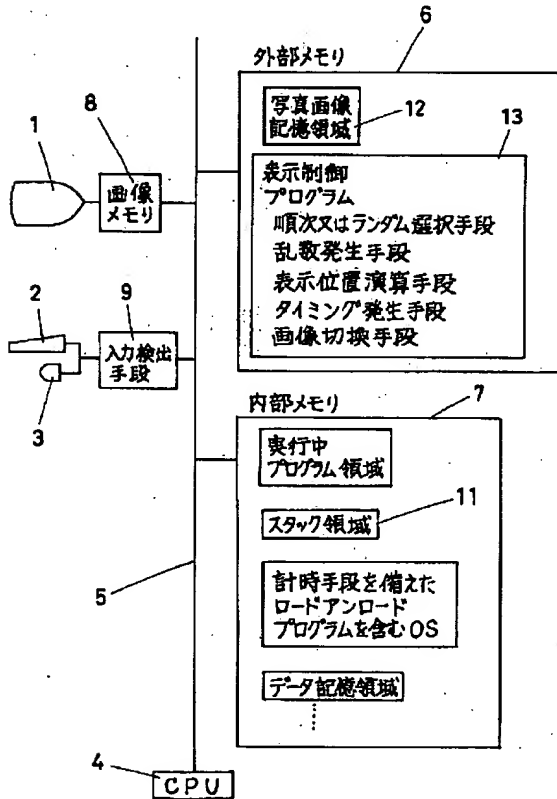 6
外部メモリ
写真画像
記憶領域
12
13
表示制御
プログラム
順次又はランダム選択手段
乱数発生手段
表示位置演算手段
タイミング発生手段
画像切換手段
1
8
画像
メモリ
2
9
入力検出
手段
3
内部メモリ
7
実行中
プログラム領域
スタック領域
11
計時手段を備えた
ロードアンロード
プログラムを含むOS
データ記憶領域
5
4
CPU